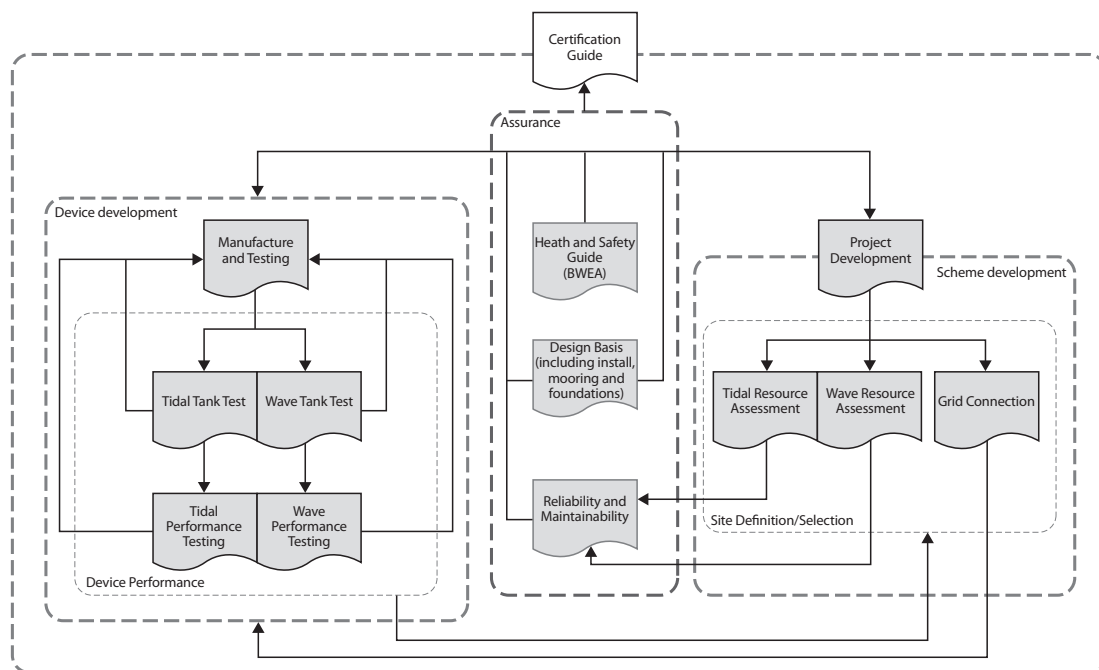 Certification
Guide
Assurance
Device development
Manufacture
and Testing
Heath and Safety
Guide
(BWEA)
Project
Development
Scheme development
Design Basis
(including install,
mooring and
foundations)
Tidal Tank Test
Wave Tank Test
Tidal Resource
Assessment
Wave Resource
Assessment
Grid Connection
Tidal
Performance
Testing
Wave
Performance
Testing
Reliability and
Maintainability
Site Definition/Selection
Device Performance